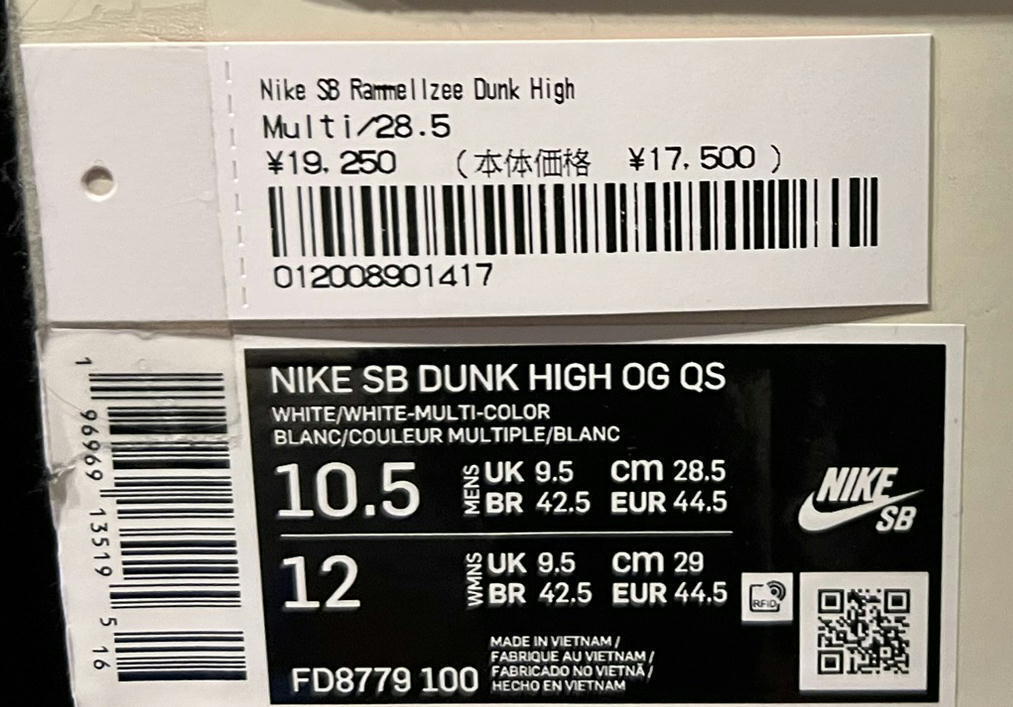 Nike SB Rammellzee Dunk High
Multi/28.5
¥19,250 (本体価格 ¥17,500)
012008901417
1 96969 13519 5 16
NIKE SB DUNK HIGH OG QS
WHITE/WHITE-MULTI-COLOR
BLANC/COULEUR MULTIPLE/BLANC
10.5 MENS UK 9.5 cm 28.5
BR 42.5 EUR 44.5
NIKE
SB
12 WMNS UK 9.5 cm 29
BR 42.5 EUR 44.5
RFID
FD8779 100
MADE IN VIETNAM /
FABRIQUE AU VIETNAM /
FABRICADO NO VIETNÃ /
HECHO EN VIETNAM